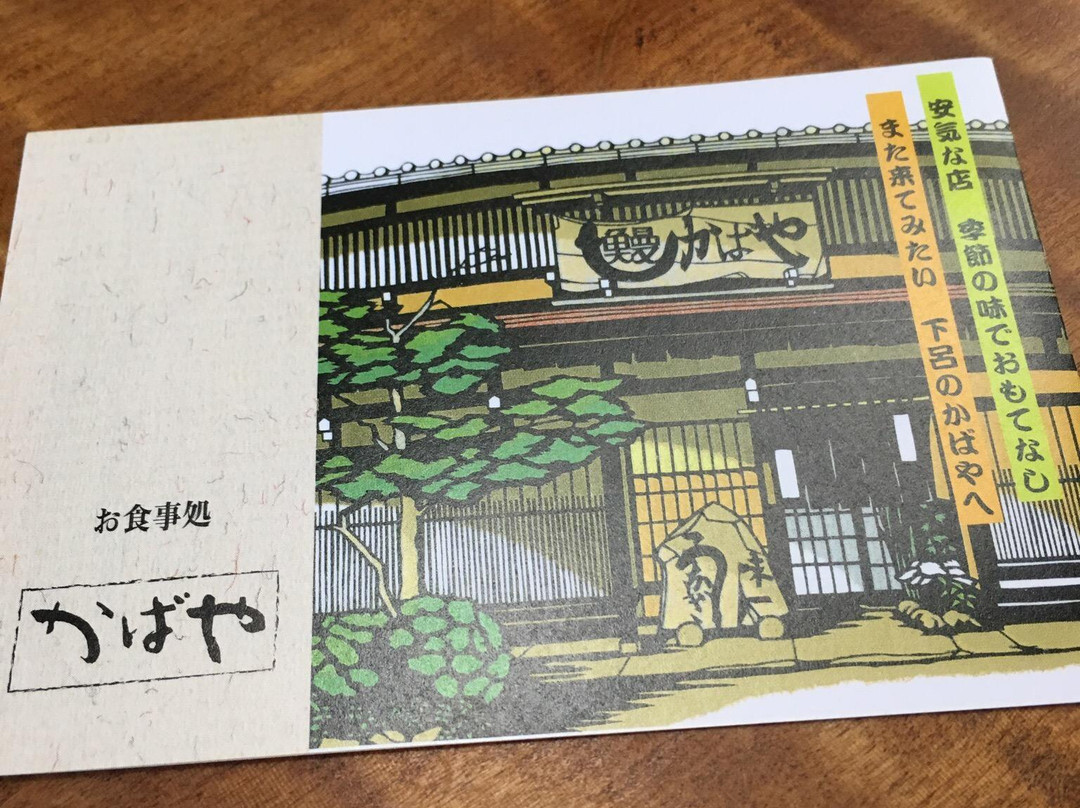 安気な店 季節の味でおもてなし
また来てみたい 下呂のかばやへ
鰻 かばや
お食事処
かばや
味一